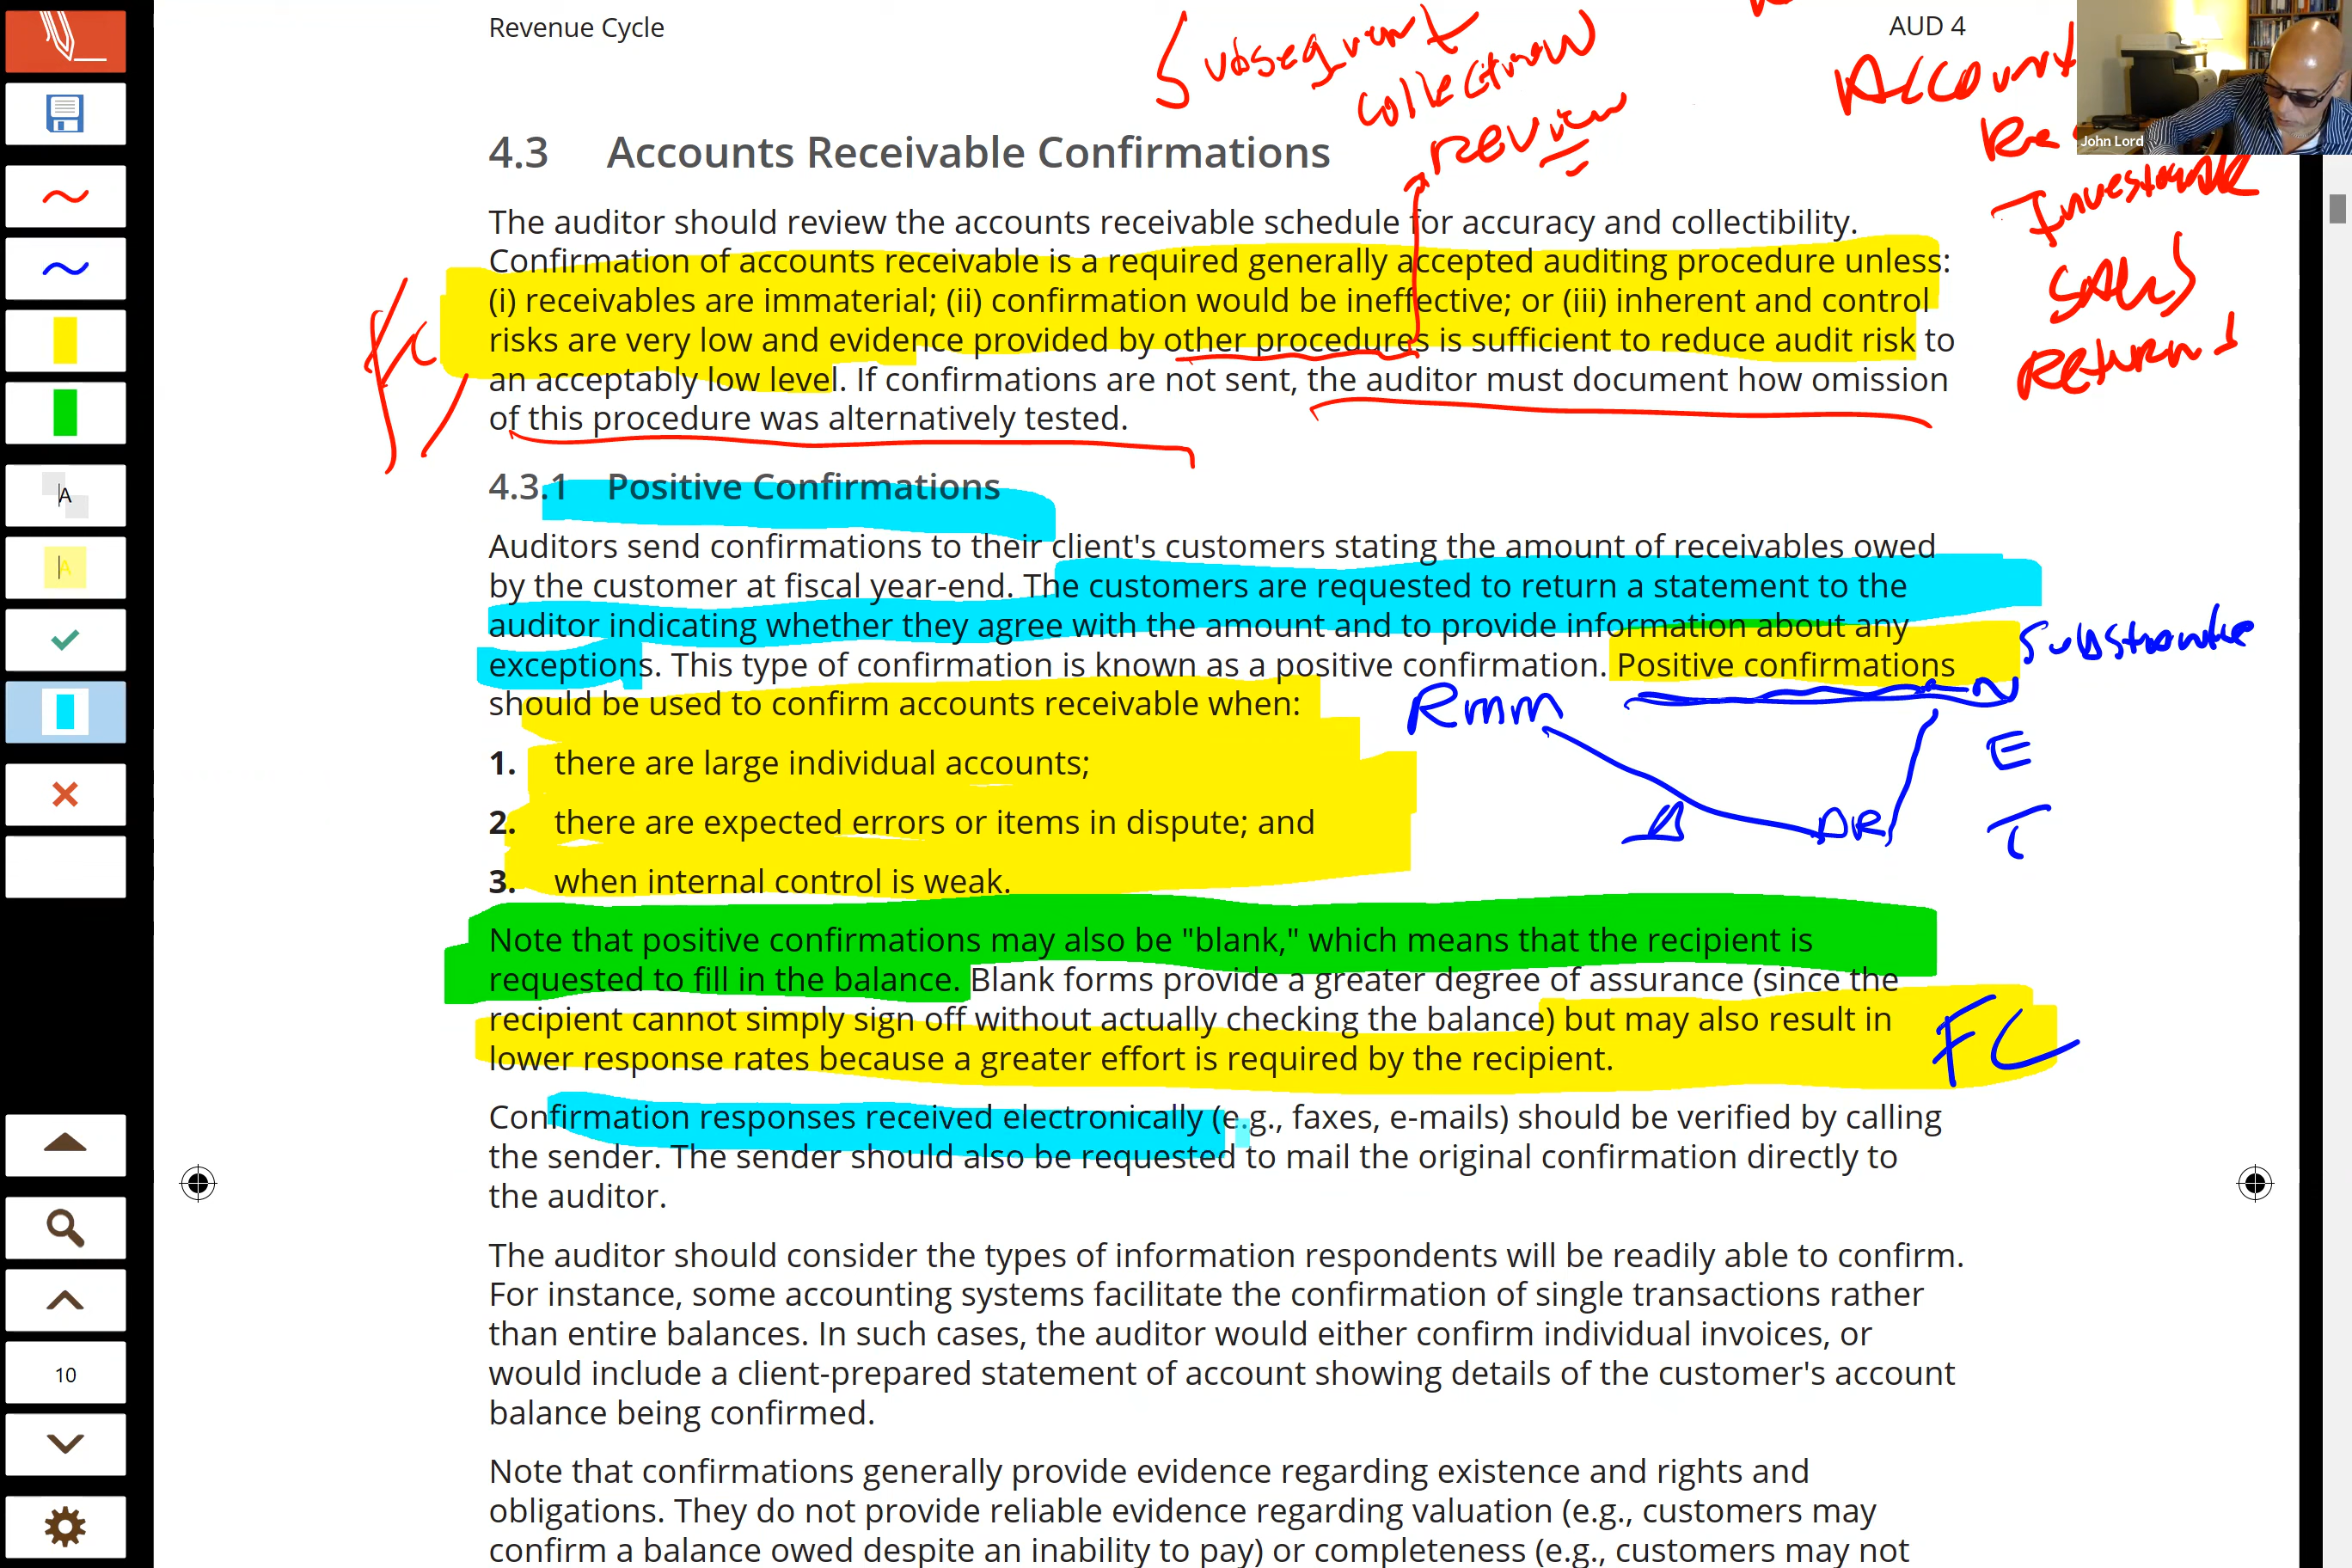 Revenue Cycle
AUD 4
Subsequent
collection
review
Account
Re
Investment
SAles
Returns
John Lord
4.3 Accounts Receivable Confirmations
The auditor should review the accounts receivable schedule for accuracy and collectibility.
Confirmation of accounts receivable is a required generally accepted auditing procedure unless:
(i) receivables are immaterial; (ii) confirmation would be ineffective; or (iii) inherent and control
risks are very low and evidence provided by other procedures is sufficient to reduce audit risk to
an acceptably low level. If confirmations are not sent, the auditor must document how omission
of this procedure was alternatively tested.
FC
4.3.1 Positive Confirmations
Auditors send confirmations to their client's customers stating the amount of receivables owed
by the customer at fiscal year-end. The customers are requested to return a statement to the
auditor indicating whether they agree with the amount and to provide information about any
exceptions. This type of confirmation is known as a positive confirmation. Positive confirmations
should be used to confirm accounts receivable when:
Substantive
N
E
T
Rmm
DR
1. there are large individual accounts;
2. there are expected errors or items in dispute; and
3. when internal control is weak.
Note that positive confirmations may also be "blank," which means that the recipient is
requested to fill in the balance. Blank forms provide a greater degree of assurance (since the
recipient cannot simply sign off without actually checking the balance) but may also result in
lower response rates because a greater effort is required by the recipient.
FC
Confirmation responses received electronically (e.g., faxes, e-mails) should be verified by calling
the sender. The sender should also be requested to mail the original confirmation directly to
the auditor.
The auditor should consider the types of information respondents will be readily able to confirm.
For instance, some accounting systems facilitate the confirmation of single transactions rather
than entire balances. In such cases, the auditor would either confirm individual invoices, or
would include a client-prepared statement of account showing details of the customer's account
balance being confirmed.
Note that confirmations generally provide evidence regarding existence and rights and
obligations. They do not provide reliable evidence regarding valuation (e.g., customers may
confirm a balance owed despite an inability to pay) or completeness (e.g., customers may not
A
A
10